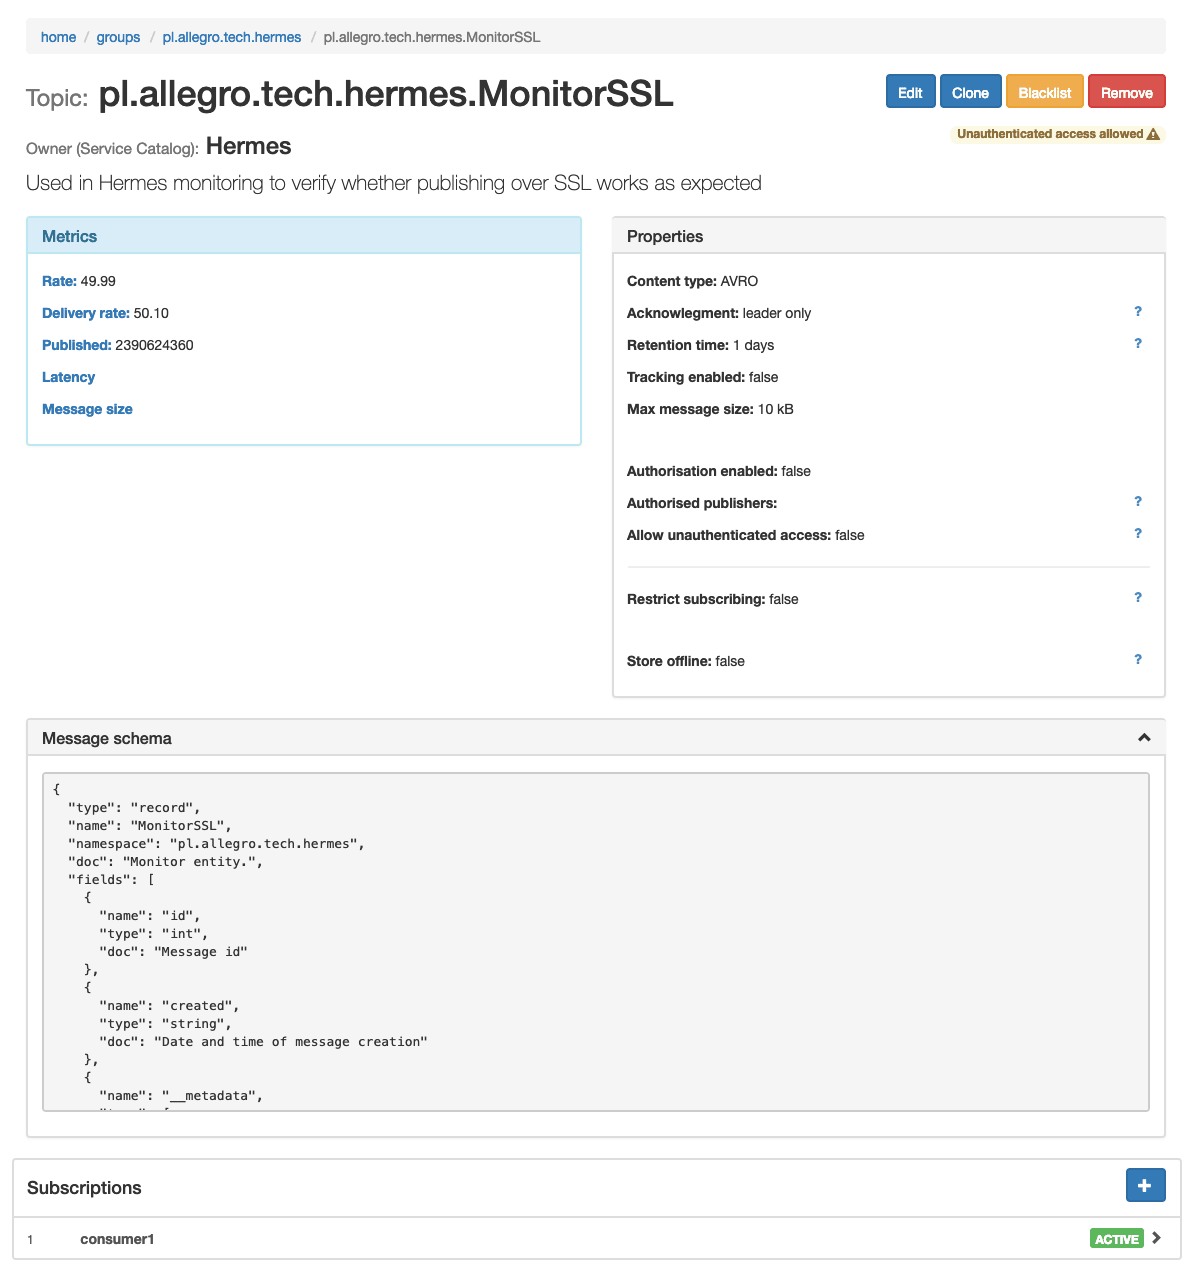 home / groups / pl.allegro.tech.hermes / pl.allegro.tech.hermes.MonitorSSL
Topic: pl.allegro.tech.hermes.MonitorSSL
Edit Clone Blacklist Remove
Unauthenticated access allowed
Owner (Service Catalog): Hermes
Used in Hermes monitoring to verify whether publishing over SSL works as expected
Metrics
Rate: 49.99
Delivery rate: 50.10
Published: 2390624360
Latency
Message size
Properties
Content type: AVRO
Acknowlegment: leader only ?
Retention time: 1 days ?
Tracking enabled: false
Max message size: 10 kB
Authorisation enabled: false
Authorised publishers: ?
Allow unauthenticated access: false ?
Restrict subscribing: false ?
Store offline: false ?
Message schema
{
  "type": "record",
  "name": "MonitorSSL",
  "namespace": "pl.allegro.tech.hermes",
  "doc": "Monitor entity.",
  "fields": [
    {
      "name": "id",
      "type": "int",
      "doc": "Message id"
    },
    {
      "name": "created",
      "type": "string",
      "doc": "Date and time of message creation"
    },
    {
      "name": "__metadata",
Subscriptions +
1 consumer1 ACTIVE